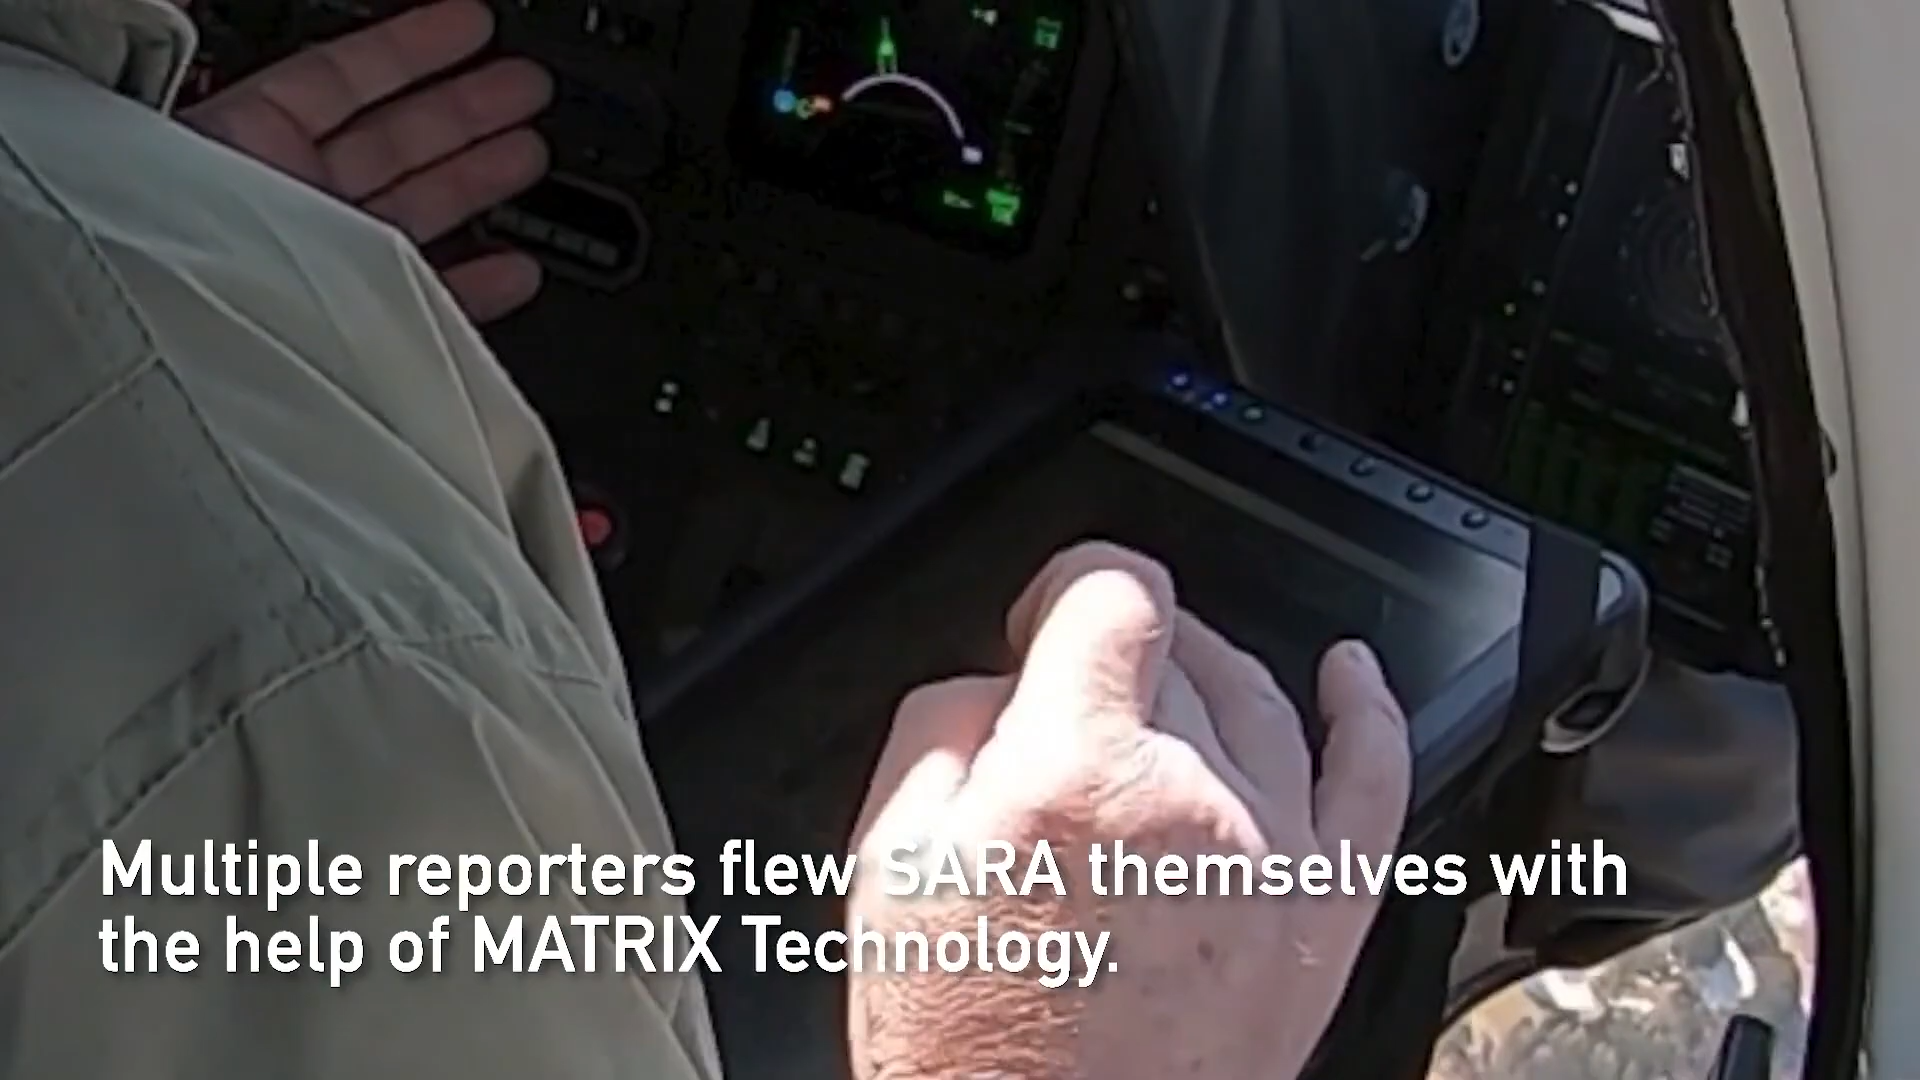 Multiple reporters flew SARA themselves with
the help of MATRIX Technology.